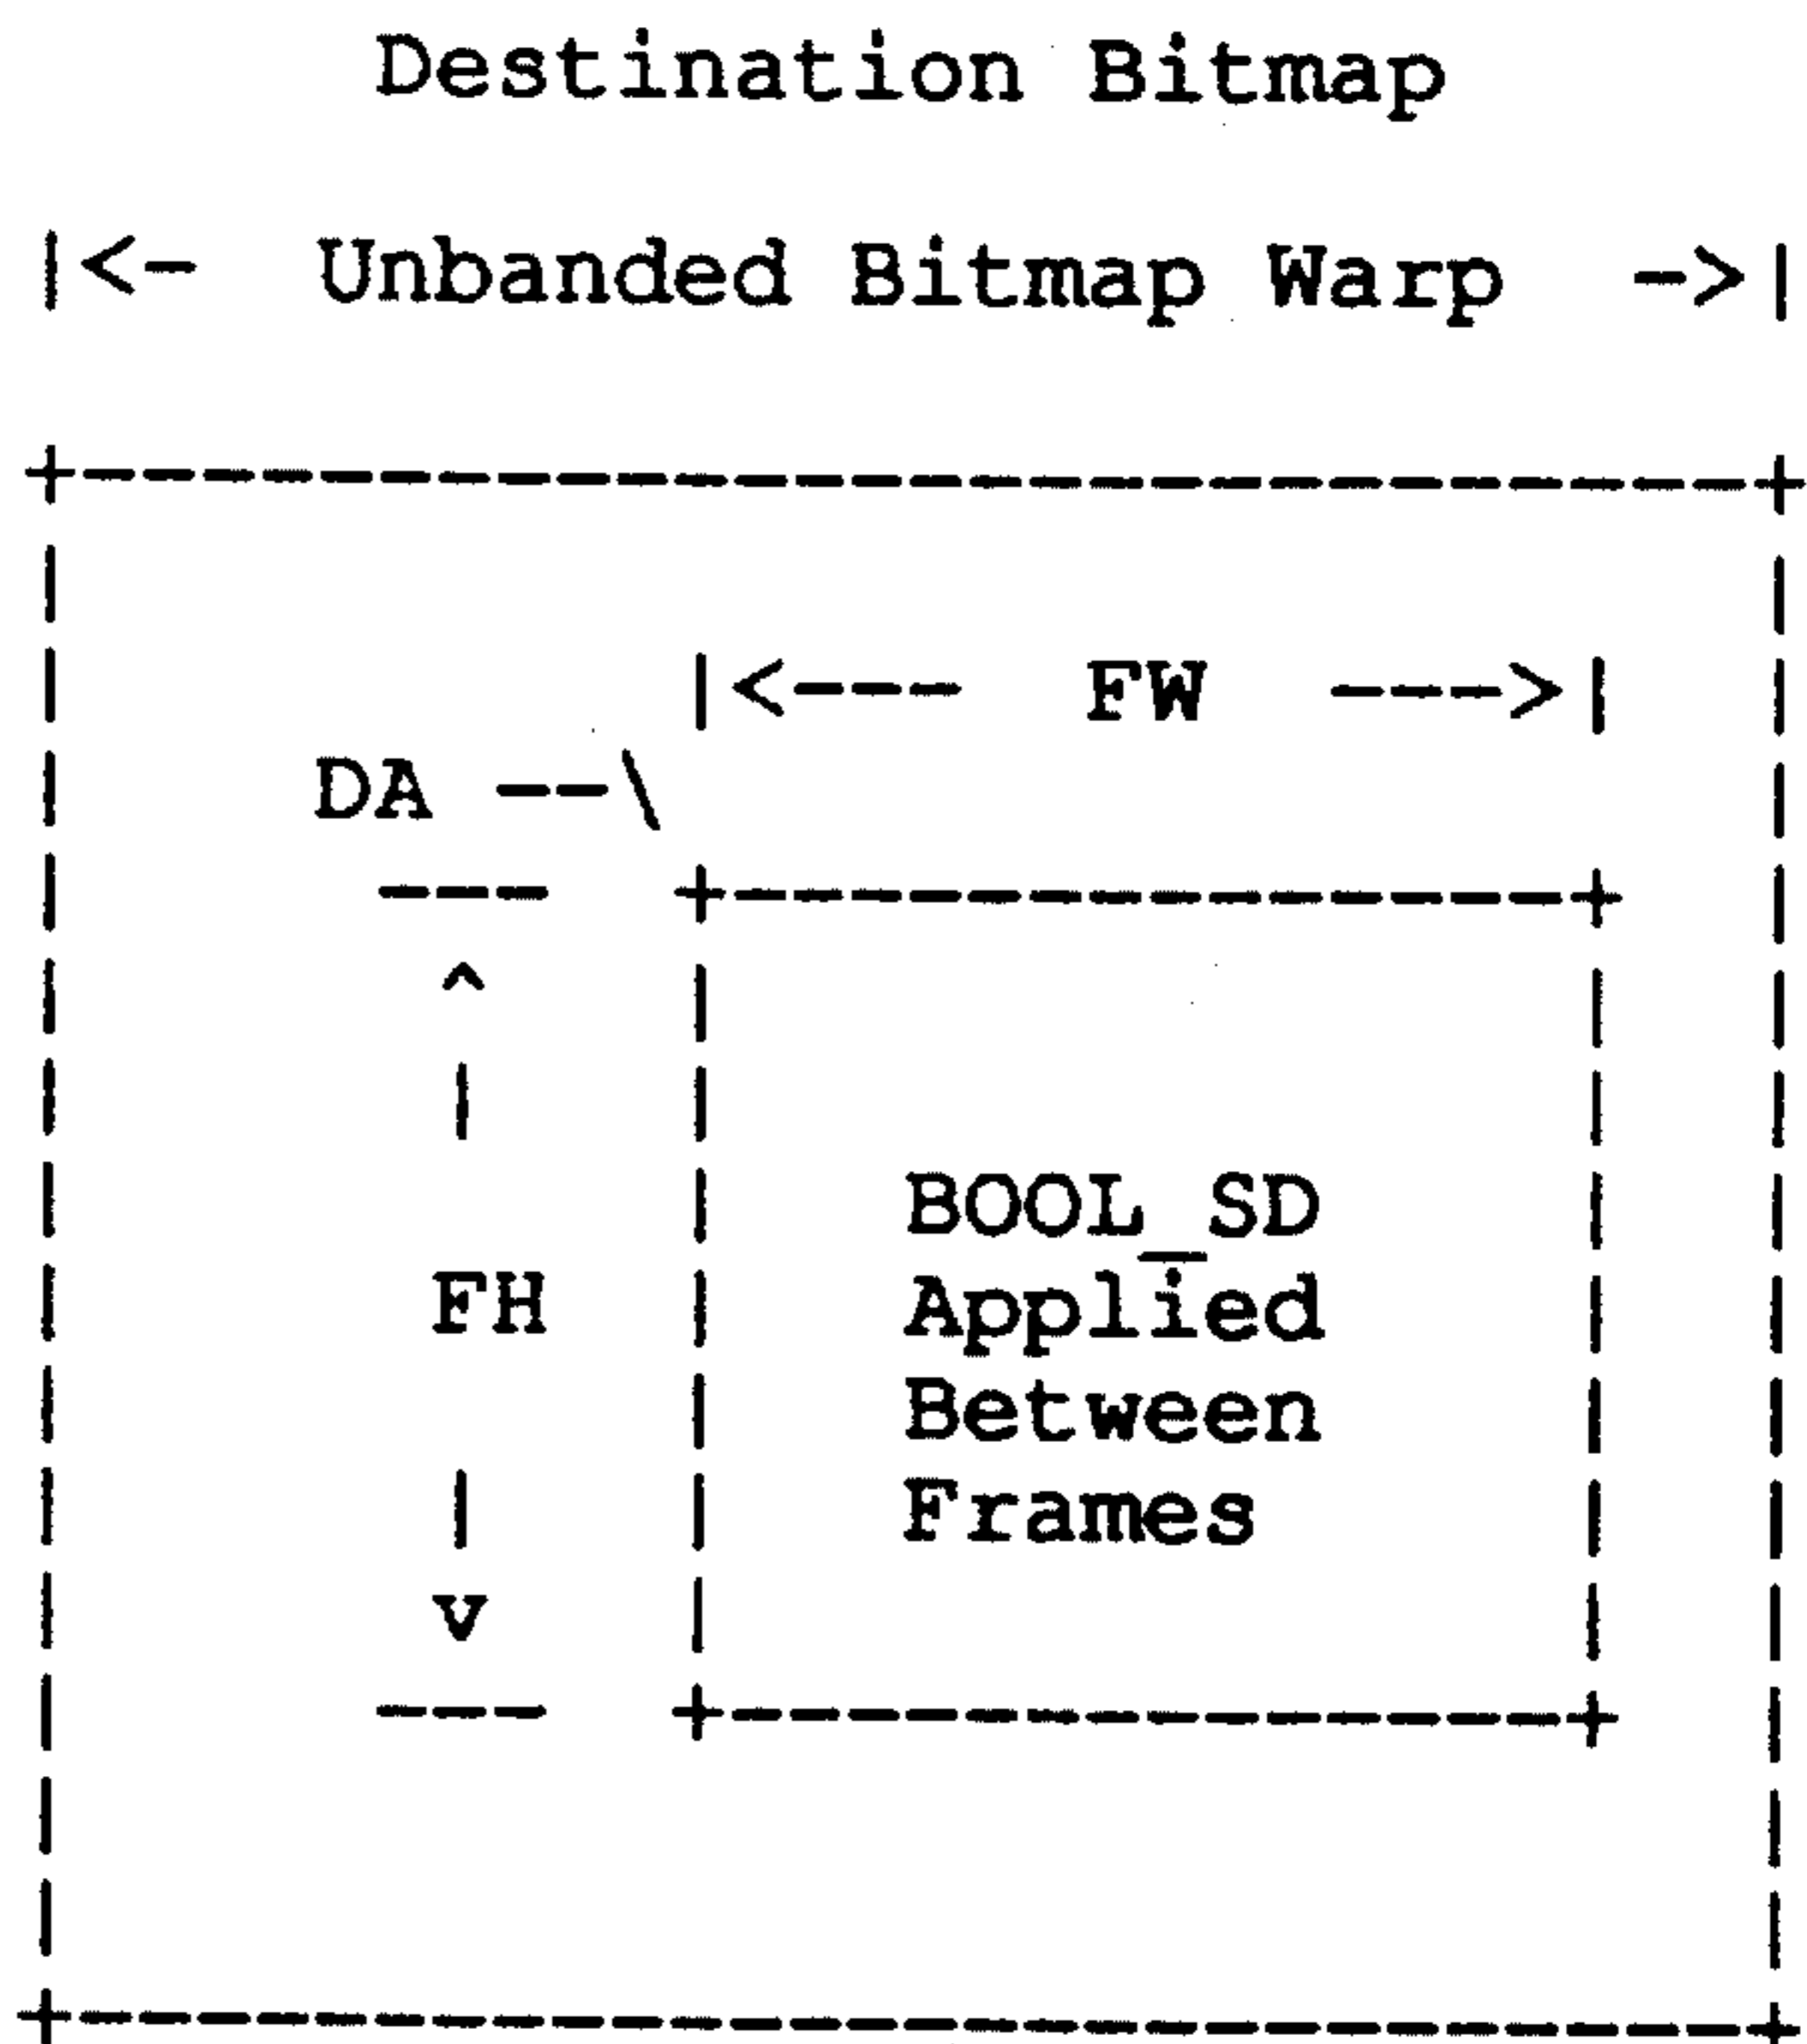 Destination Bitmap
|<- Unbanded Bitmap Warp ->|
|<--- FW --->|
DA --\
BOOL_SD
FH Applied
Between
Frames